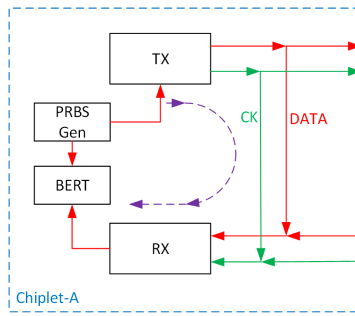 TX
PRBS
Gen
CK
DATA
BERT
RX
Chiplet-A